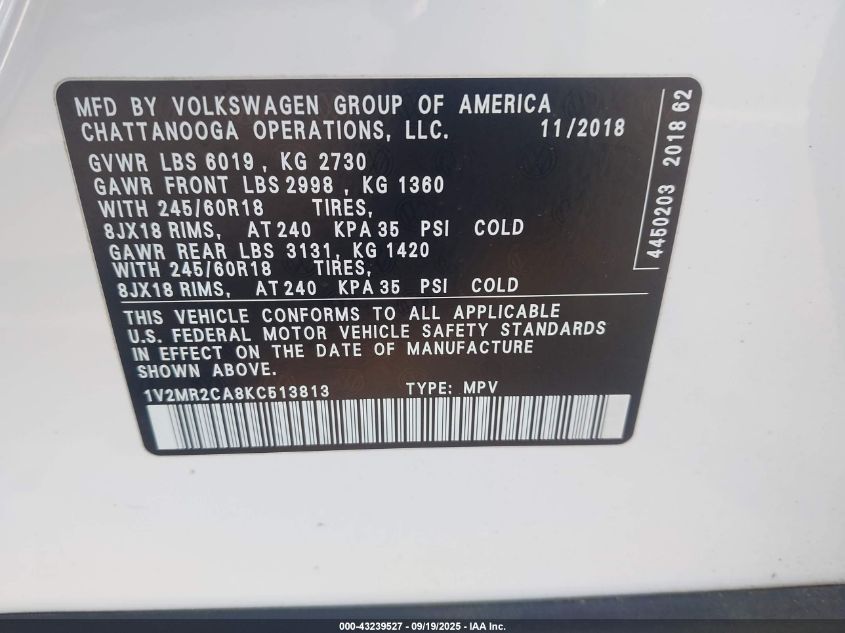 MFD BY VOLKSWAGEN GROUP OF AMERICA
CHATTANOOGA OPERATIONS, LLC. 11/2018
GVWR LBS 6019, KG 2730
GAWR FRONT LBS 2998, KG 1360
WITH 245/60R18 TIRES,
8JX18 RIMS, AT 240 KPA 35 PSI COLD
GAWR REAR LBS 3131, KG 1420
WITH 245/60R18 TIRES,
8JX18 RIMS, AT 240 KPA 35 PSI COLD
THIS VEHICLE CONFORMS TO ALL APPLICABLE
U.S. FEDERAL MOTOR VEHICLE SAFETY STANDARDS
IN EFFECT ON THE DATE OF MANUFACTURE
SHOWN ABOVE.
1V2MR2CA8KC513813 TYPE: MPV
4450203 2018 62
000-43239527 - 09/19/2025 - IAA Inc.